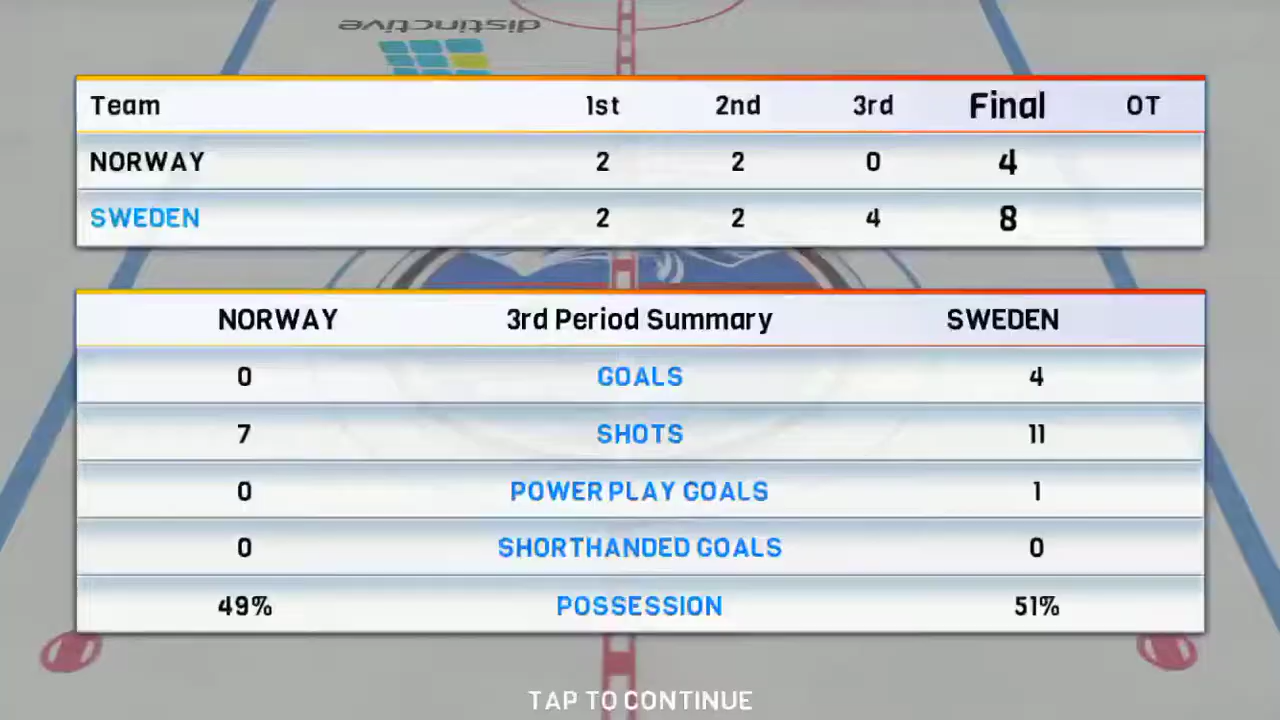 distinctive
Team 1st 2nd 3rd Final OT
NORWAY 2 2 0 4
SWEDEN 2 2 4 8
NORWAY 3rd Period Summary SWEDEN
0 GOALS 4
7 SHOTS 11
0 POWER PLAY GOALS 1
0 SHORTHANDED GOALS 0
49% POSSESSION 51%
TAP TO CONTINUE